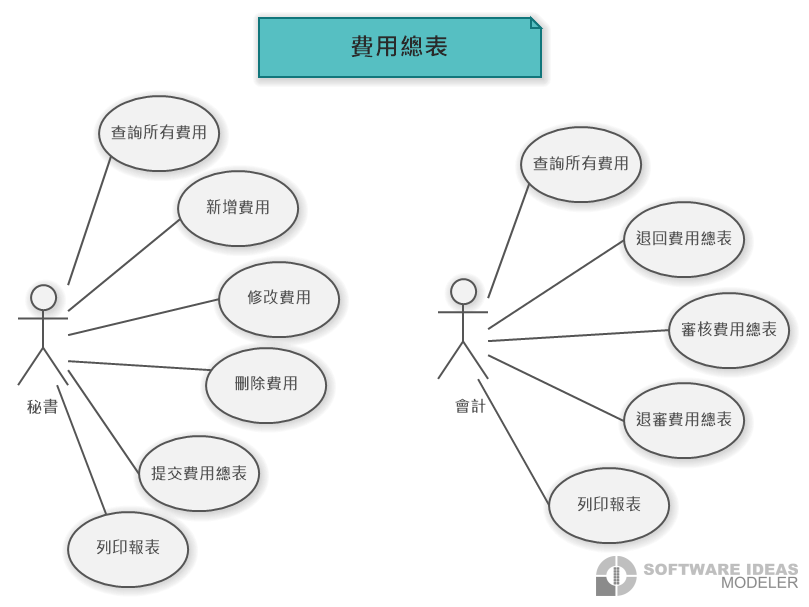 費用總表
查詢所有費用
新增費用
修改費用
刪除費用
秘書
提交費用總表
列印報表
查詢所有費用
退回費用總表
審核費用總表
會計
退審費用總表
列印報表
SOFTWARE IDEAS
MODELER